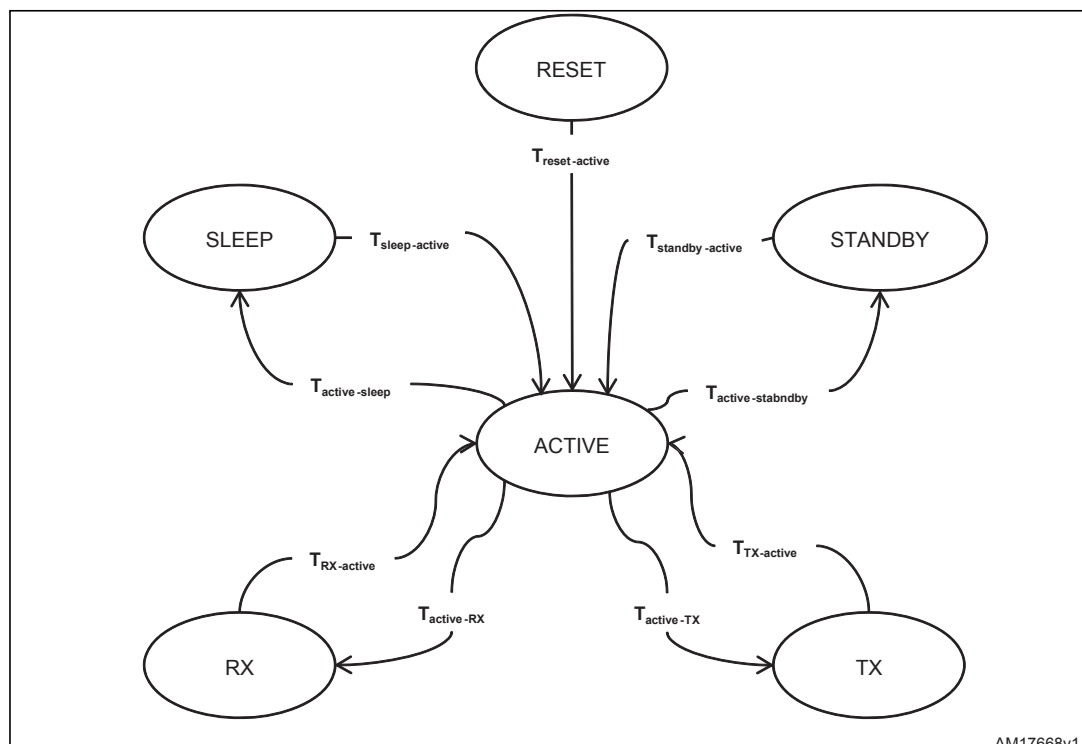 RESET
Treset-active
SLEEP
Tsleep-active
Tstandby-active
STANDBY
Tactive-sleep
Tactive-stabndby
ACTIVE
TRX-active
TTX-active
Tactive-RX
Tactive-TX
RX
TX
AM17668v1